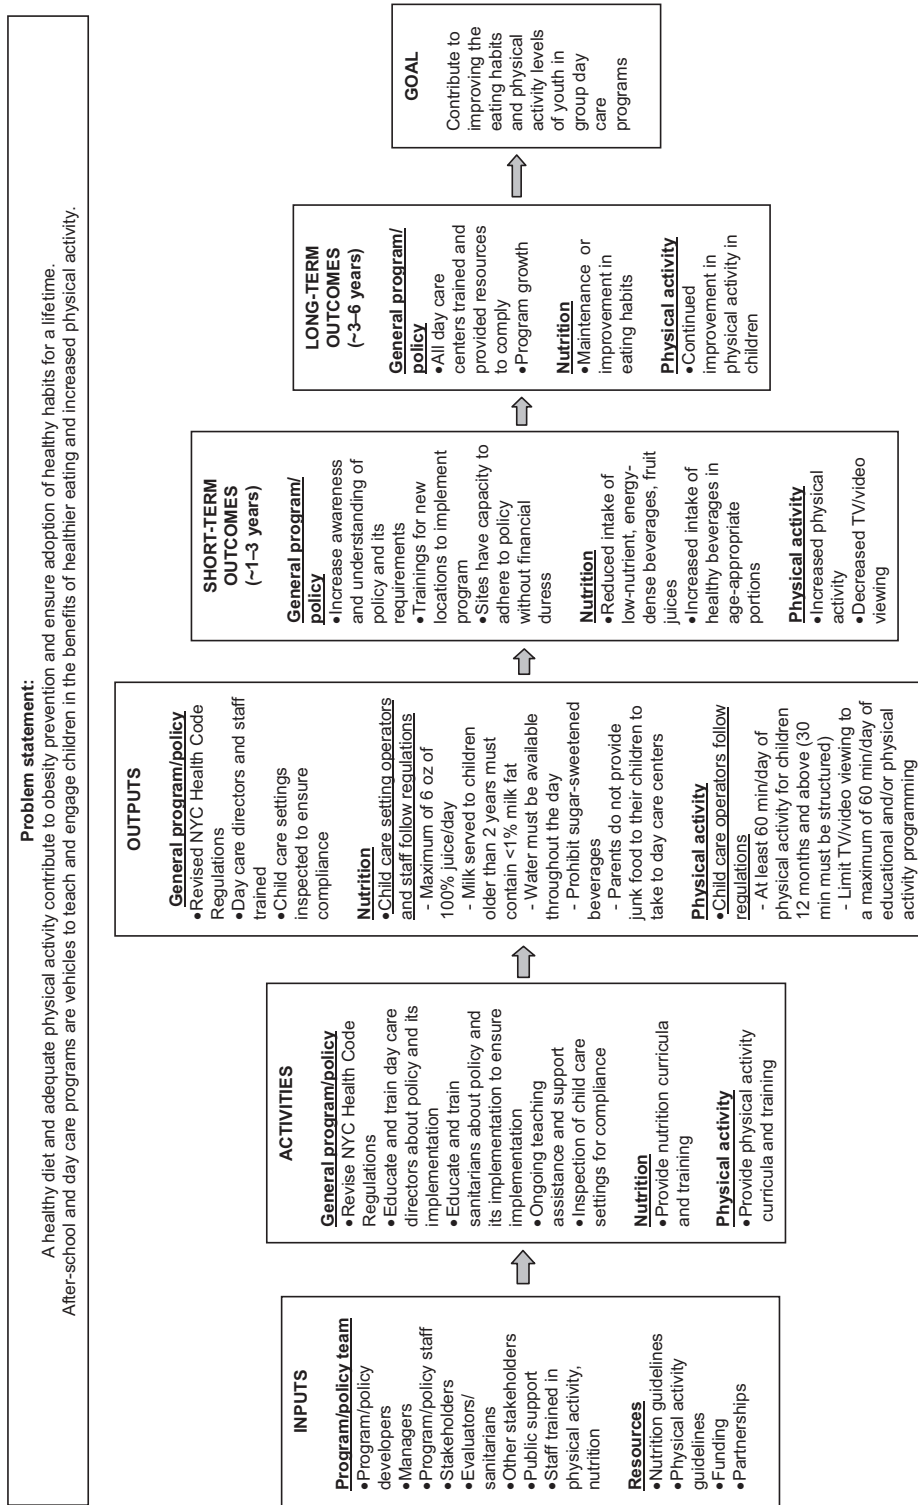 Problem statement:
A healthy diet and adequate physical activity contribute to obesity prevention and ensure adoption of healthy habits for a lifetime.
After-school and day care programs are vehicles to teach and engage children in the benefits of healthier eating and increased physical activity.
INPUTS
Program/policy team
•Program/policy
developers
•Managers
•Program/policy staff
•Stakeholders
•Evaluators/
sanitarians
•Other stakeholders
•Public support
•Staff trained in
physical activity,
nutrition
Resources
•Nutrition guidelines
•Physical activity
guidelines
•Funding
•Partnerships
ACTIVITIES
General program/policy
•Revise NYC Health Code
Regulations
•Educate and train day care
directors about policy and its
implementation
•Educate and train
sanitarians about policy and
its implementation to ensure
implementation
•Ongoing teaching
assistance and support
•Inspection of child care
settings for compliance
Nutrition
•Provide nutrition curricula
and training
Physical activity
•Provide physical activity
curricula and training
OUTPUTS
General program/policy
•Revised NYC Health Code
Regulations
•Day care directors and staff
trained
•Child care settings
inspected to ensure
compliance
Nutrition
•Child care setting operators
and staff follow regulations
- Maximum of 6 oz of
100% juice/day
- Milk served to children
older than 2 years must
contain <1% milk fat
- Water must be available
throughout the day
- Prohibit sugar-sweetened
beverages
- Parents do not provide
junk food to their children to
take to day care centers
Physical activity
•Child care operators follow
regulations
- At least 60 min/day of
physical activity for children
12 months and above (30
min must be structured)
- Limit TV/video viewing to
a maximum of 60 min/day of
educational and/or physical
activity programming
SHORT-TERM
OUTCOMES
(~1–3 years)
General program/
policy
•Increase awareness
and understanding of
policy and its
requirements
•Trainings for new
locations to implement
program
•Sites have capacity to
adhere to policy
without financial
duress
Nutrition
•Reduced intake of
low-nutrient, energy-
dense beverages, fruit
juices
•Increased intake of
healthy beverages in
age-appropriate
portions
Physical activity
•Increased physical
activity
•Decreased TV/video
viewing
LONG-TERM
OUTCOMES
(~3–6 years)
General program/
policy
•All day care
centers trained and
provided resources
to comply
•Program growth
Nutrition
•Maintenance or
improvement in
eating habits
Physical activity
•Continued
improvement in
physical activity in
children
GOAL
Contribute to
improving the
eating habits
and physical
activity levels
of youth in
group day
care
programs